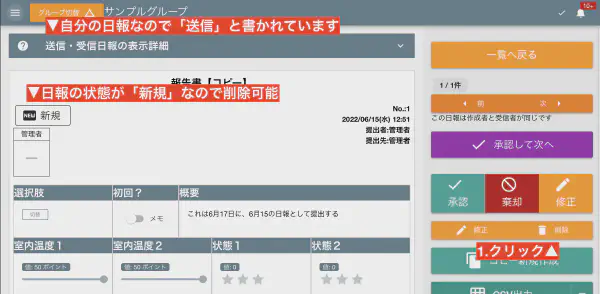 グループ切替
サンプルグループ
10+
▼自分の日報なので「送信」と書かれています
送信・受信日報の表示詳細
一覧へ戻る
1 / 1件
前
次
この日報は作成者と受信者が同じです
承認して次へ
承認
棄却
修正
修正
削除
1.クリック▲
コピー新規作成
CSV出力
報告書【コピー】
▼日報の状態が「新規」なので削除可能
NEW 新規
No.:1
2022/06/15(水) 12:51
提出者:管理者
提出先:管理者
管理者
―
選択肢
初回？
概要
メモ
これは6月17日に、6月15の日報として提出する
室内温度１
室内温度２
状態１
状態２
値: 50 ポイント
値: 50 ポイント
値: 0
値: 0